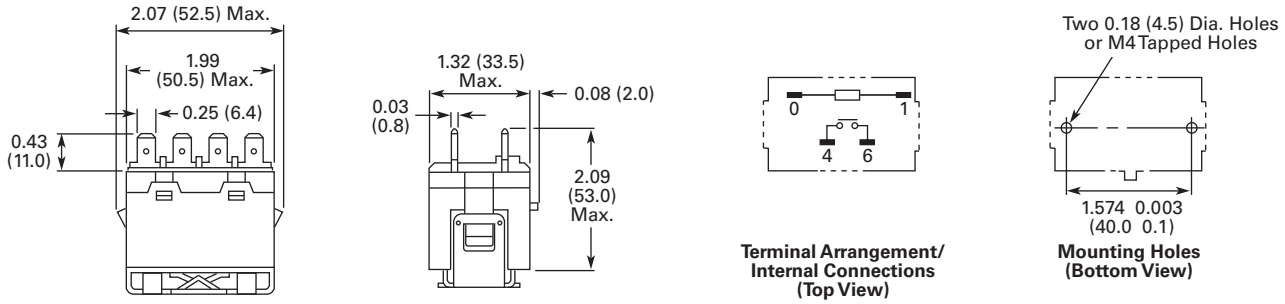 2.07 (52.5) Max.
1.99
(50.5) Max.
0.25 (6.4)
0.43
(11.0)
1.32 (33.5)
Max.
0.08 (2.0)
0.03
(0.8)
2.09
(53.0)
Max.
0
1
4
6
Terminal Arrangement/
Internal Connections
(Top View)
Two 0.18 (4.5) Dia. Holes
or M4 Tapped Holes
1.574 0.003
(40.0 0.1)
Mounting Holes
(Bottom View)